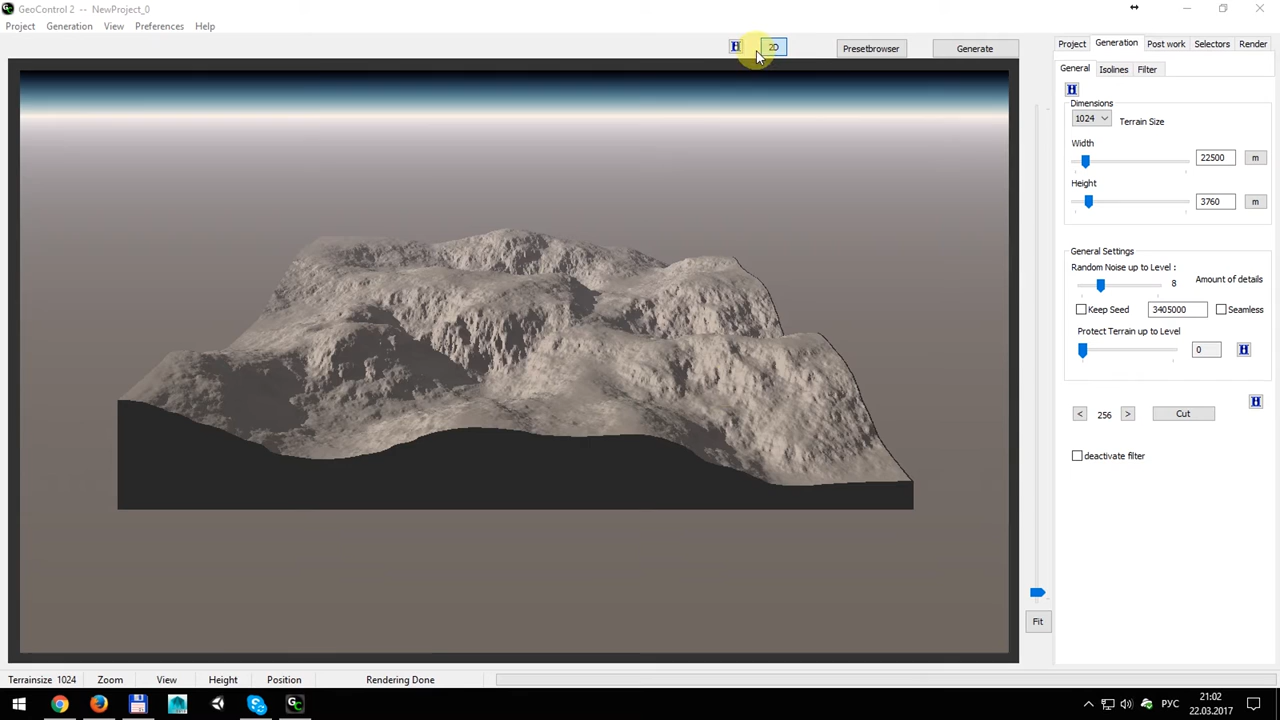 GeoControl 2 -- NewProject_0
Project Generation View Preferences Help
H 2D Presetbrowser Generate
Project Generation Post work Selectors Render
General Isolines Filter
H
Dimensions
1024 Terrain Size
Width
22500 m
Height
3760 m
General Settings
Random Noise up to Level :
8 Amount of details
Keep Seed 3405000 Seamless
Protect Terrain up to Level
0 H
H
< 256 > Cut
deactivate filter
Fit
Terrainsize 1024 Zoom View Height Position Rendering Done
GC
РУС
21:02
22.03.2017